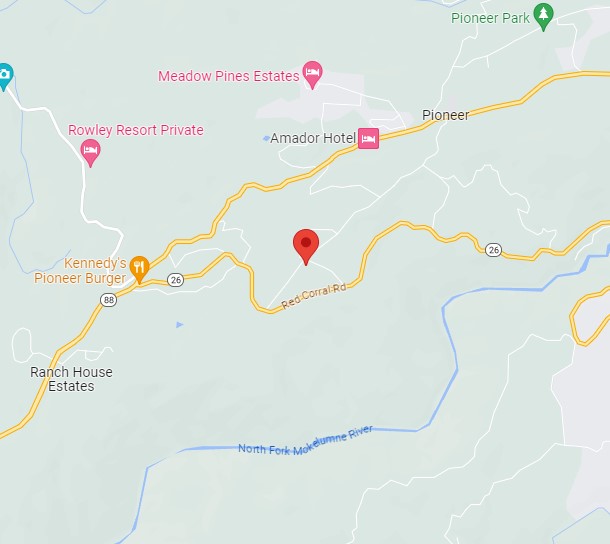 Pioneer Park
Meadow Pines Estates
Pioneer
Rowley Resort Private
Amador Hotel
26
Kennedy's
Pioneer Burger
26
88
Red Corral Rd
Ranch House
Estates
North Fork Mokelumne River